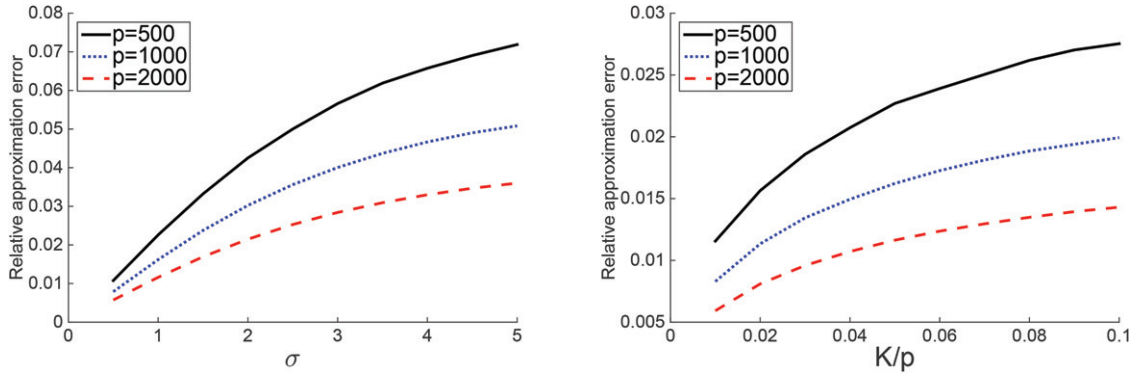 Relative approximation error
0.08
0.07
0.06
0.05
0.04
0.03
0.02
0.01
0
p=500
p=1000
p=2000
0 1 2 3 4 5
σ
Relative approximation error
0.03
0.025
0.02
0.015
0.01
0.005
p=500
p=1000
p=2000
0 0.02 0.04 0.06 0.08 0.1
K/p